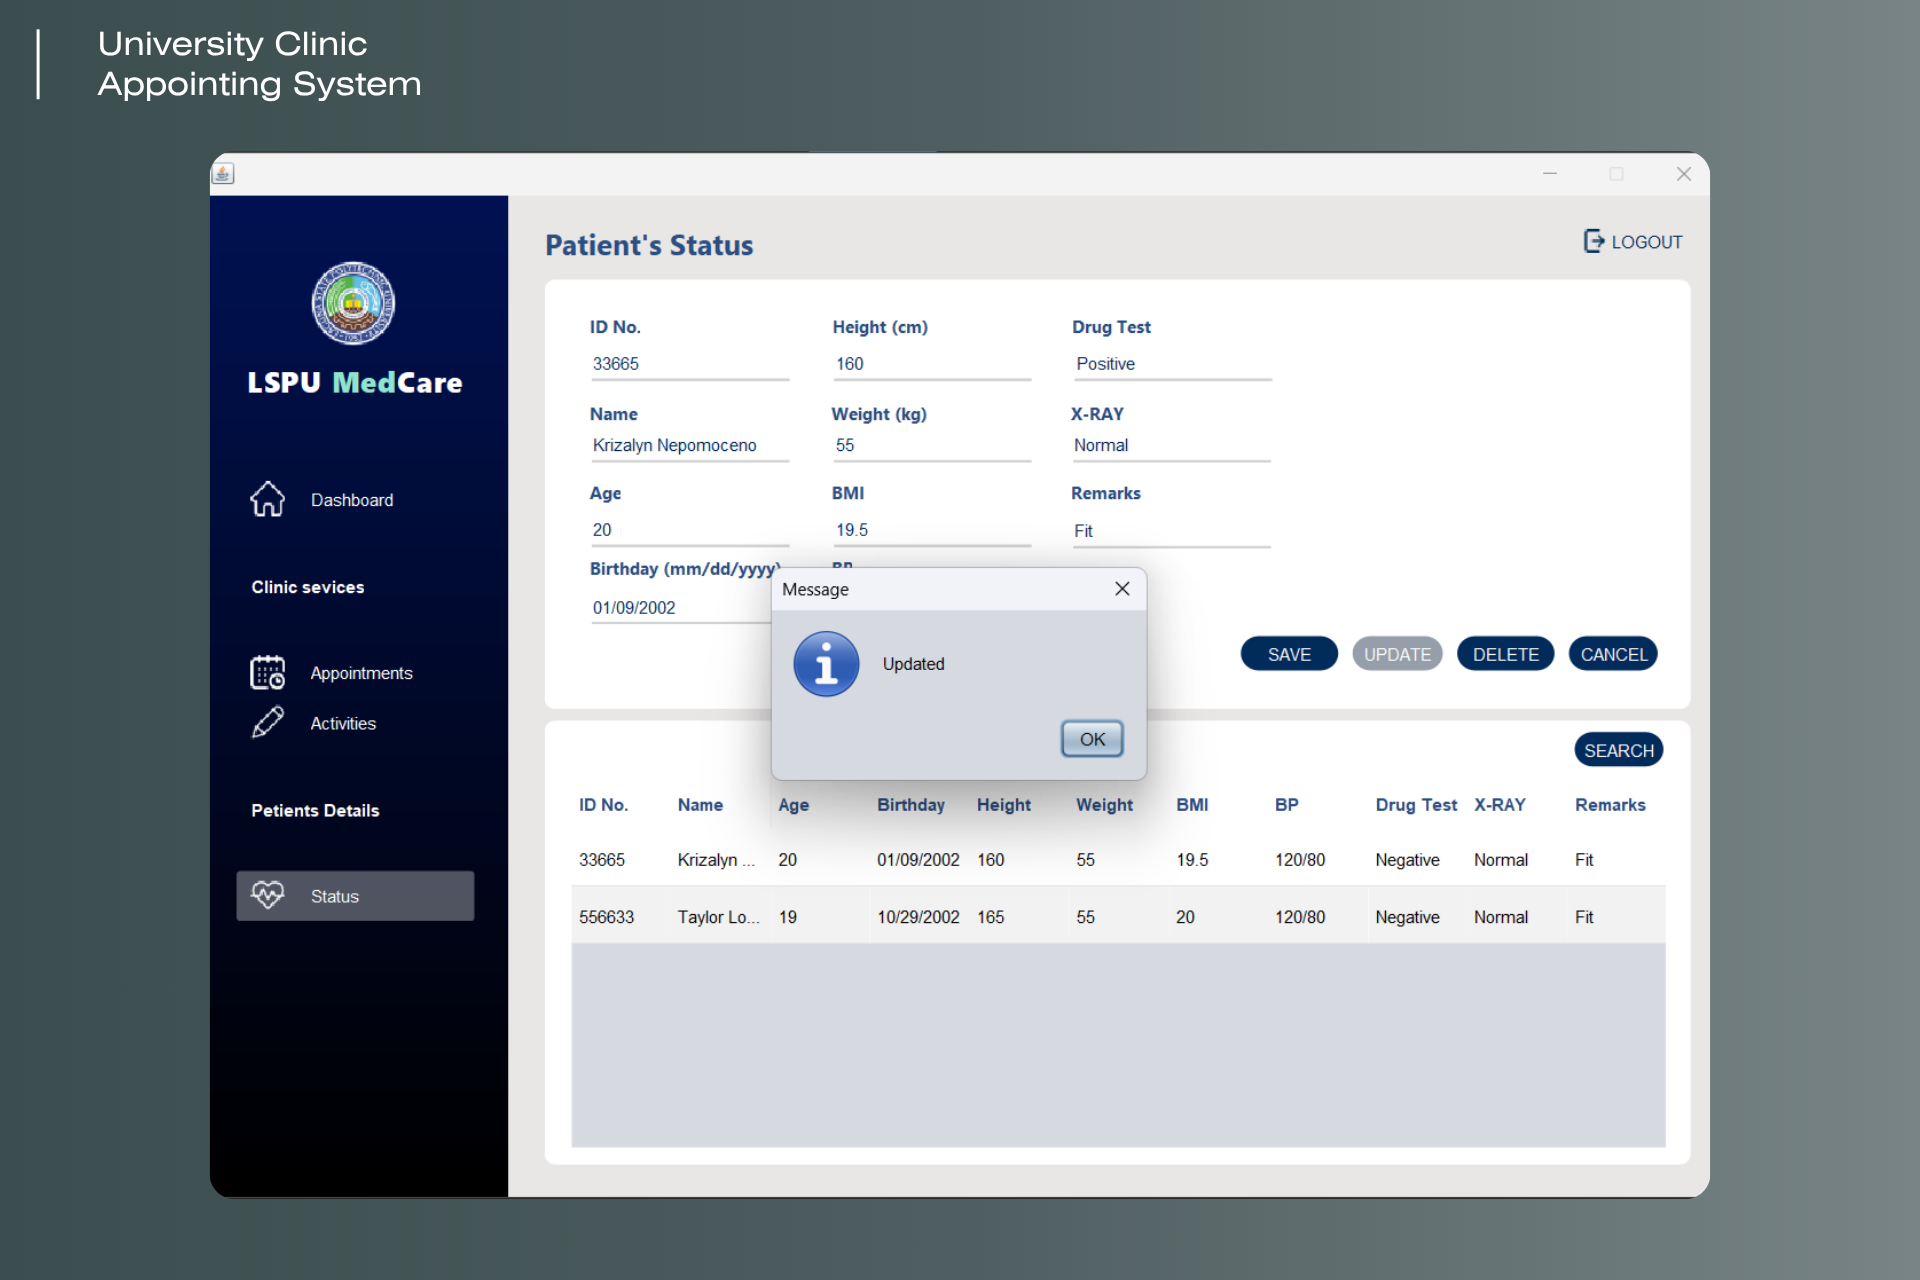 University Clinic
Appointing System
LSPU MedCare
Dashboard
Clinic sevices
Appointments
Activities
Petients Details
Status
Patient's Status
LOGOUT
ID No.
33665
Height (cm)
160
Drug Test
Positive
Name
Krizalyn Nepomoceno
Weight (kg)
55
X-RAY
Normal
Age
20
BMI
19.5
Remarks
Fit
Birthday (mm/dd/yyyy)
01/09/2002
Message
Updated
OK
SAVE UPDATE DELETE CANCEL
SEARCH
ID No. Name Age Birthday Height Weight BMI BP Drug Test X-RAY Remarks
33665 Krizalyn ... 20 01/09/2002 160 55 19.5 120/80 Negative Normal Fit
556633 Taylor Lo... 19 10/29/2002 165 55 20 120/80 Negative Normal Fit